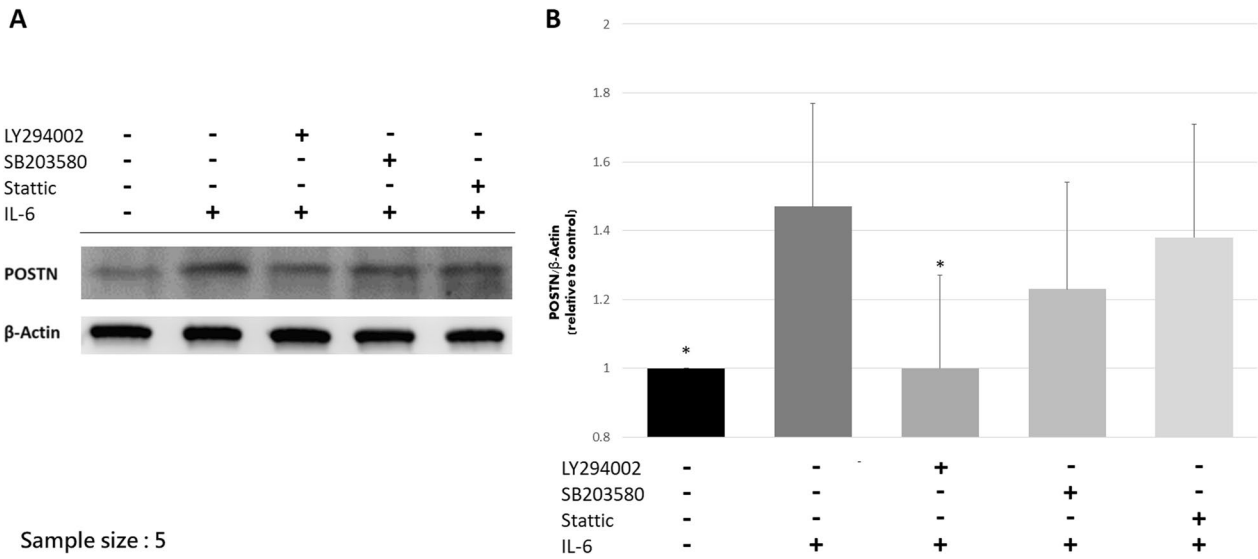 A
LY294002 - - + - -
SB203580 - - - + -
Stattic - - - - +
IL-6 - + + + +
POSTN
β-Actin
Sample size : 5
B
POSTN/β-Actin
(relative to control)
2
1.8
1.6
1.4
1.2
1
0.8
*
*
LY294002 - - + - -
SB203580 - - - + -
Stattic - - - - +
IL-6 - + + + +